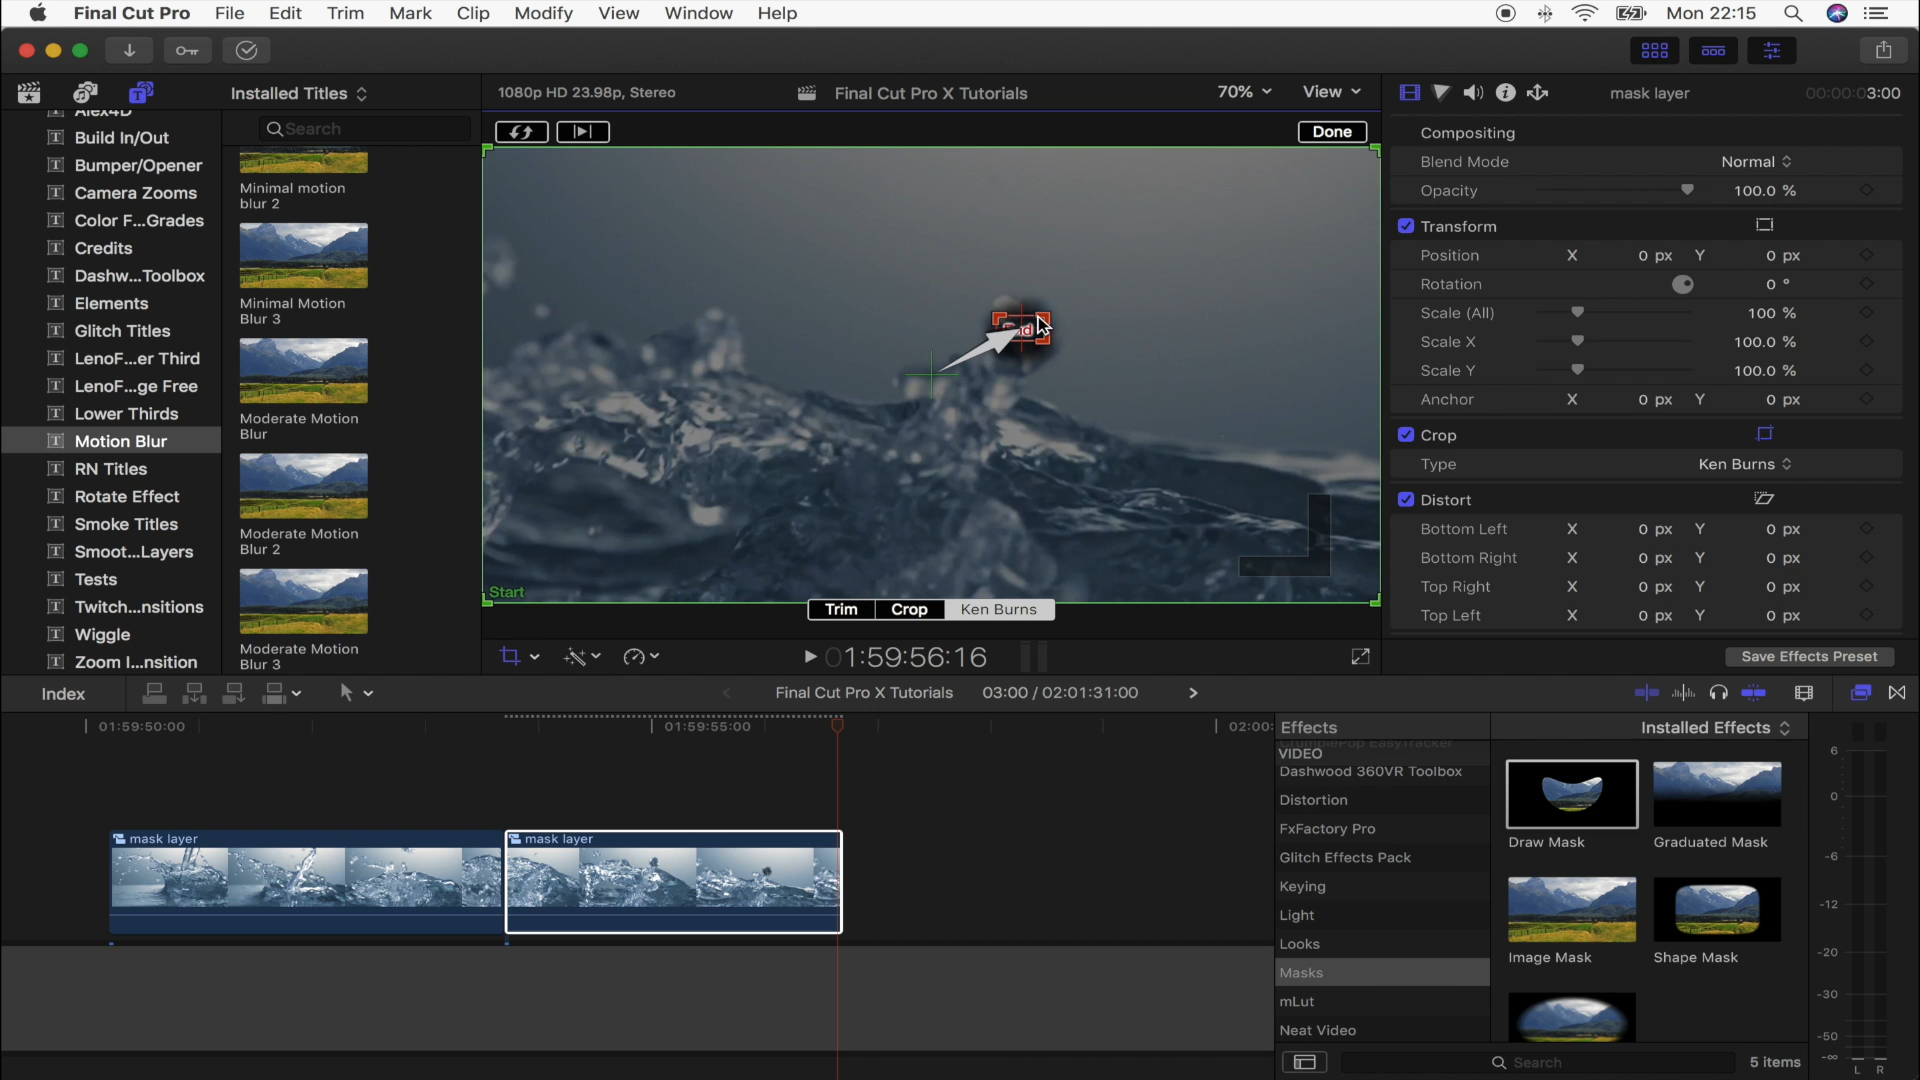 Final Cut Pro File Edit Trim Mark Clip Modify View Window Help Mon 22:15
Installed Titles
1080p HD 23.98p, Stereo
Final Cut Pro X Tutorials
70% View
mask layer
00:00:03:00
Alex4D
Build In/Out
Bumper/Opener
Camera Zooms
Color F...Grades
Credits
Dashw...Toolbox
Elements
Glitch Titles
LenoF...er Third
LenoF...ge Free
Lower Thirds
Motion Blur
RN Titles
Rotate Effect
Smoke Titles
Smoot...Layers
Tests
Twitch...nsitions
Wiggle
Zoom I...nsition
Search
Minimal motion
blur 2
Minimal Motion
Blur 3
Moderate Motion
Blur
Moderate Motion
Blur 2
Moderate Motion
Blur 3
Done
Start
Trim Crop Ken Burns
Compositing
Blend Mode Normal
Opacity 100.0 %
Transform
Position X 0 px Y 0 px
Rotation 0 °
Scale (All) 100 %
Scale X 100.0 %
Scale Y 100.0 %
Anchor X 0 px Y 0 px
Crop
Type Ken Burns
Distort
Bottom Left X 0 px Y 0 px
Bottom Right X 0 px Y 0 px
Top Right X 0 px Y 0 px
Top Left X 0 px Y 0 px
01:59:56:16
Save Effects Preset
Index
Final Cut Pro X Tutorials 03:00 / 02:01:31:00
01:59:50:00 01:59:55:00 02:00:
mask layer mask layer
Effects
Installed Effects
CrumplePop EasyTracker
VIDEO
Dashwood 360VR Toolbox
Distortion
FxFactory Pro
Glitch Effects Pack
Keying
Light
Looks
Masks
mLut
Neat Video
Draw Mask Graduated Mask
Image Mask Shape Mask
Search
5 items
6
0
-6
-12
-20
-30
-50
-∞
L R